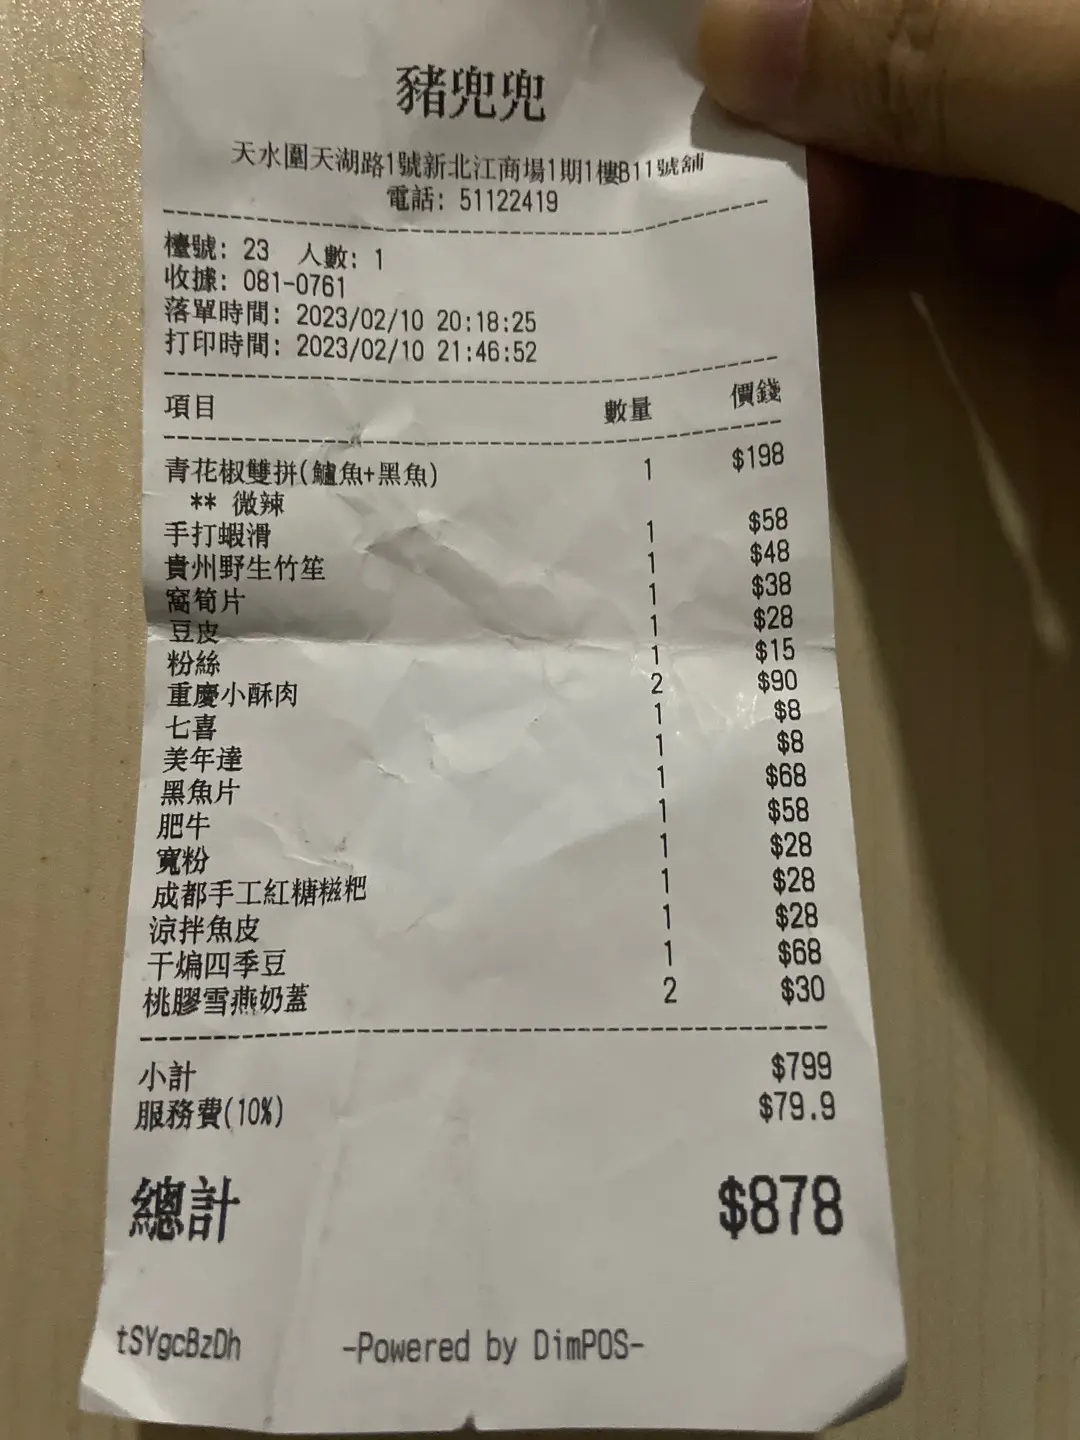 豬兜兜
天水圍天湖路1號新北江商場1期1樓B11號舖
電話: 51122419
檯號: 23 人數: 1
收據: 081-0761
落單時間: 2023/02/10 20:18:25
打印時間: 2023/02/10 21:46:52
項目 數量 價錢
青花椒雙拼(鱸魚+黑魚) 1 $198
** 微辣
手打蝦滑 1 $58
貴州野生竹笙 1 $48
窩筍片 1 $38
豆皮 1 $28
粉絲 1 $15
重慶小酥肉 2 $90
七喜 1 $8
美年達 1 $8
黑魚片 1 $68
肥牛 1 $58
寬粉 1 $28
成都手工紅糖糍粑 1 $28
涼拌魚皮 1 $28
干煸四季豆 1 $68
桃膠雪燕奶蓋 2 $30
小計 $799
服務費(10%) $79.9
總計 $878
tSYgcBzDh -Powered by DimPOS-